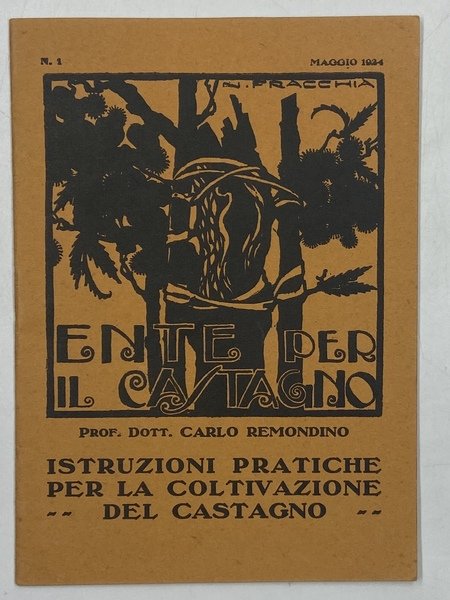 N. 1 MAGGIO 1924
N. FRACCHIA
ENTE PER
IL CASTAGNO
PROF. DOTT. CARLO REMONDINO
ISTRUZIONI PRATICHE
PER LA COLTIVAZIONE
-- DEL CASTAGNO --